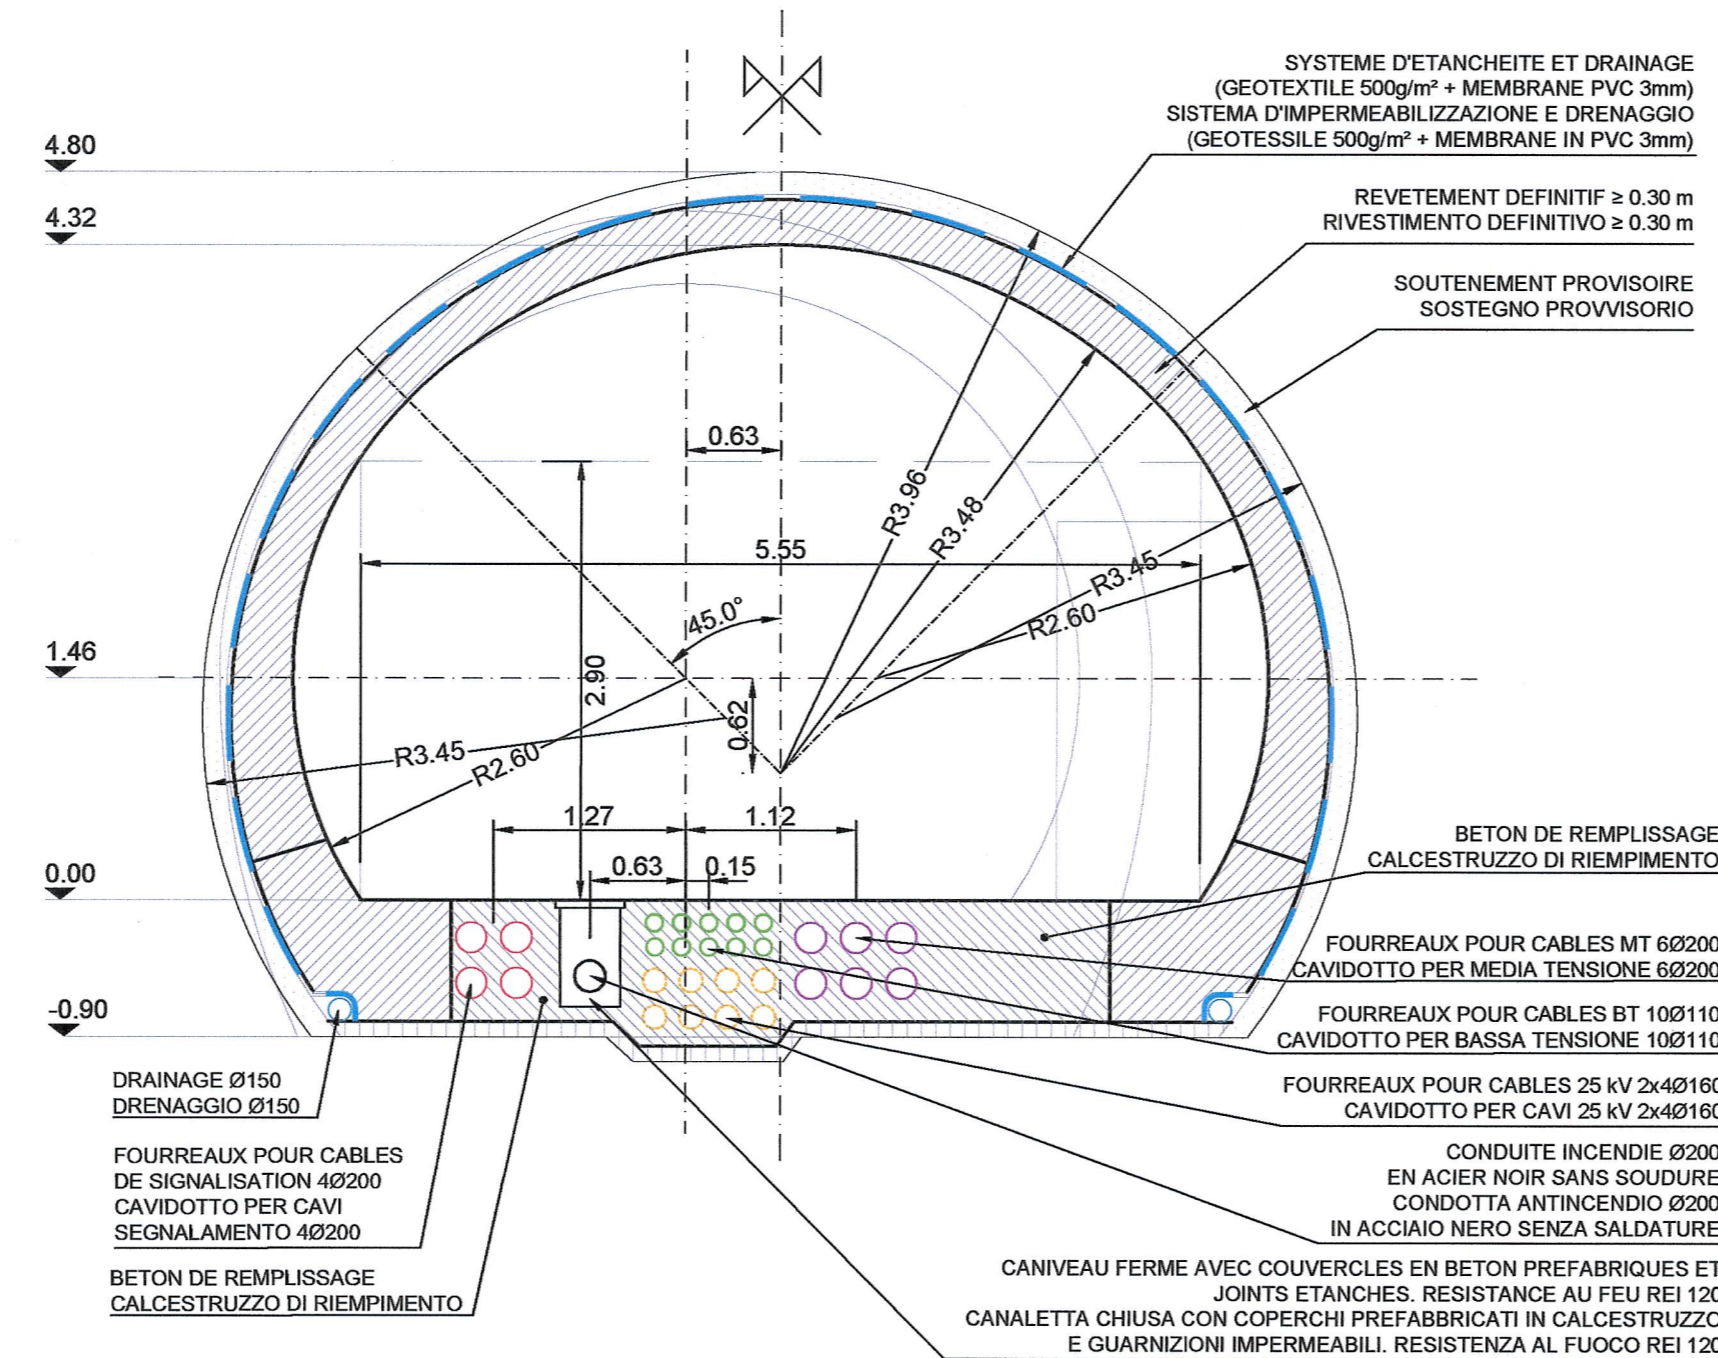 SYSTEME D'ETANCHEITE ET DRAINAGE
(GEOTEXTILE 500g/m² + MEMBRANE PVC 3mm)
SISTEMA D'IMPERMEABILIZZAZIONE E DRENAGGIO
(GEOTESSILE 500g/m² + MEMBRANE IN PVC 3mm)
REVETEMENT DEFINITIF ≥ 0.30 m
RIVESTIMENTO DEFINITIVO ≥ 0.30 m
SOUTENEMENT PROVISOIRE
SOSTEGNO PROVVISORIO
4.80
4.32
1.46
0.00
-0.90
0.63
R3.96
R3.48
5.55
R3.45
R2.60
45.0°
2.90
0.62
R3.45
R2.60
1.27
1.12
0.63
0.15
BETON DE REMPLISSAGE
CALCESTRUZZO DI RIEMPIMENTO
FOURREAUX POUR CABLES MT 6Ø200
CAVIDOTTO PER MEDIA TENSIONE 6Ø200
FOURREAUX POUR CABLES BT 10Ø110
CAVIDOTTO PER BASSA TENSIONE 10Ø110
FOURREAUX POUR CABLES 25 kV 2x4Ø160
CAVIDOTTO PER CAVI 25 kV 2x4Ø160
CONDUITE INCENDIE Ø200
EN ACIER NOIR SANS SOUDURE
CONDOTTA ANTINCENDIO Ø200
IN ACCIAIO NERO SENZA SALDATURE
CANIVEAU FERME AVEC COUVERCLES EN BETON PREFABRIQUES ET
JOINTS ETANCHES. RESISTANCE AU FEU REI 120
CANALETTA CHIUSA CON COPERCHI PREFABBRICATI IN CALCESTRUZZO
E GUARNIZIONI IMPERMEABILI. RESISTENZA AL FUOCO REI 120
DRAINAGE Ø150
DRENAGGIO Ø150
FOURREAUX POUR CABLES
DE SIGNALISATION 4Ø200
CAVIDOTTO PER CAVI
SEGNALAMENTO 4Ø200
BETON DE REMPLISSAGE
CALCESTRUZZO DI RIEMPIMENTO